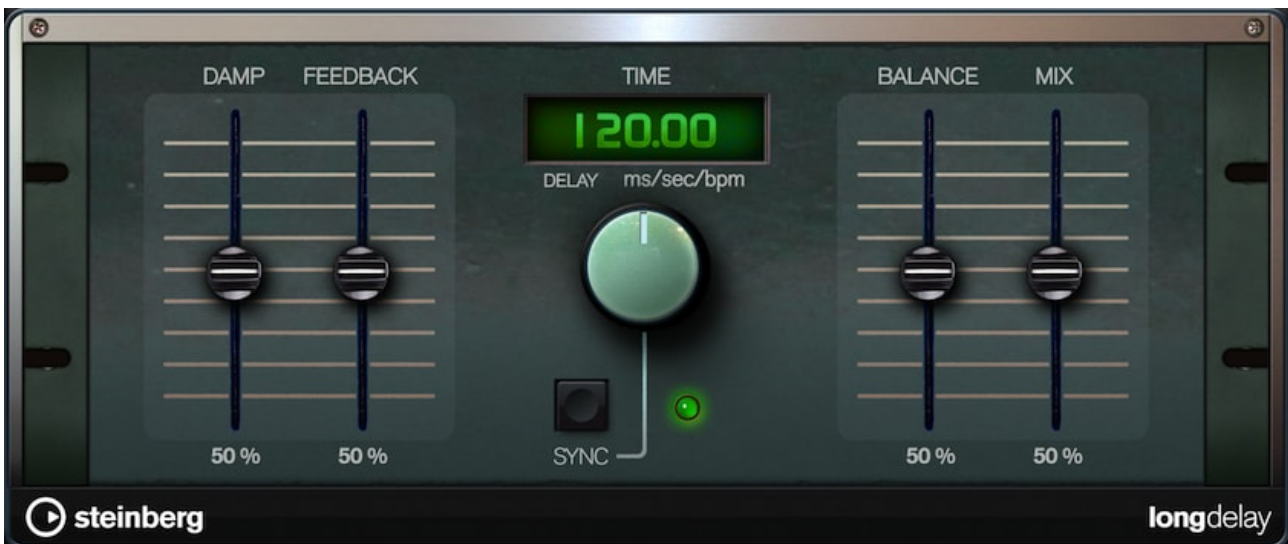 DAMP FEEDBACK TIME BALANCE MIX
120.00
DELAY ms/sec/bpm
SYNC
50 % 50 % 50 % 50 %
steinberg longdelay